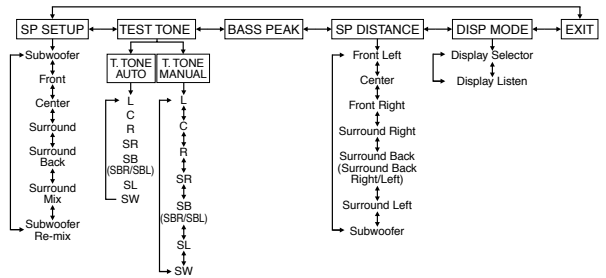 SP SETUP
TEST TONE
BASS PEAK
SP DISTANCE
DISP MODE
EXIT
Subwoofer
Front
Center
Surround
Surround
Back
Surround
Mix
Subwoofer
Re-mix
T. TONE
AUTO
L
C
R
SR
SB
(SBR/SBL)
SL
SW
T. TONE
MANUAL
L
C
R
SR
SB
(SBR/SBL)
SL
SW
Front Left
Center
Front Right
Surround Right
Surround Back
(Surround Back
Right/Left)
Surround Left
Subwoofer
Display Selector
Display Listen